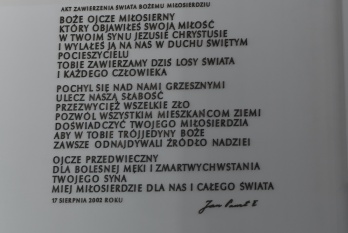 AKT ZAWIERZENIA ŚWIATA BOŻEMU MIŁOSIERDZIU
BOŻE OJCZE MIŁOSIERNY
KTÓRY OBJAWIŁEŚ SWOJĄ MIŁOŚĆ
W TWOIM SYNU JEZUSIE CHRYSTUSIE
I WYLAŁEŚ JĄ NA NAS W DUCHU ŚWIĘTYM
POCIESZYCIELU
TOBIE ZAWIERZAMY DZIŚ LOSY ŚWIATA
I KAŻDEGO CZŁOWIEKA
POCHYL SIĘ NAD NAMI GRZESZNYMI
ULECZ NASZĄ SŁABOŚĆ
PRZEZWYCIĘŻ WSZELKIE ZŁO
POZWÓL WSZYSTKIM MIESZKAŃCOM ZIEMI
DOŚWIADCZYĆ TWOJEGO MIŁOSIERDZIA
ABY W TOBIE TRÓJJEDYNY BOŻE
ZAWSZE ODNAJDYWALI ŹRÓDŁO NADZIEI
OJCZE PRZEDWIECZNY
DLA BOLESNEJ MĘKI I ZMARTWYCHWSTANIA
TWOJEGO SYNA
MIEJ MIŁOSIERDZIE DLA NAS I CAŁEGO ŚWIATA
17 SIERPNIA 2002 ROKU
Jan Paweł II